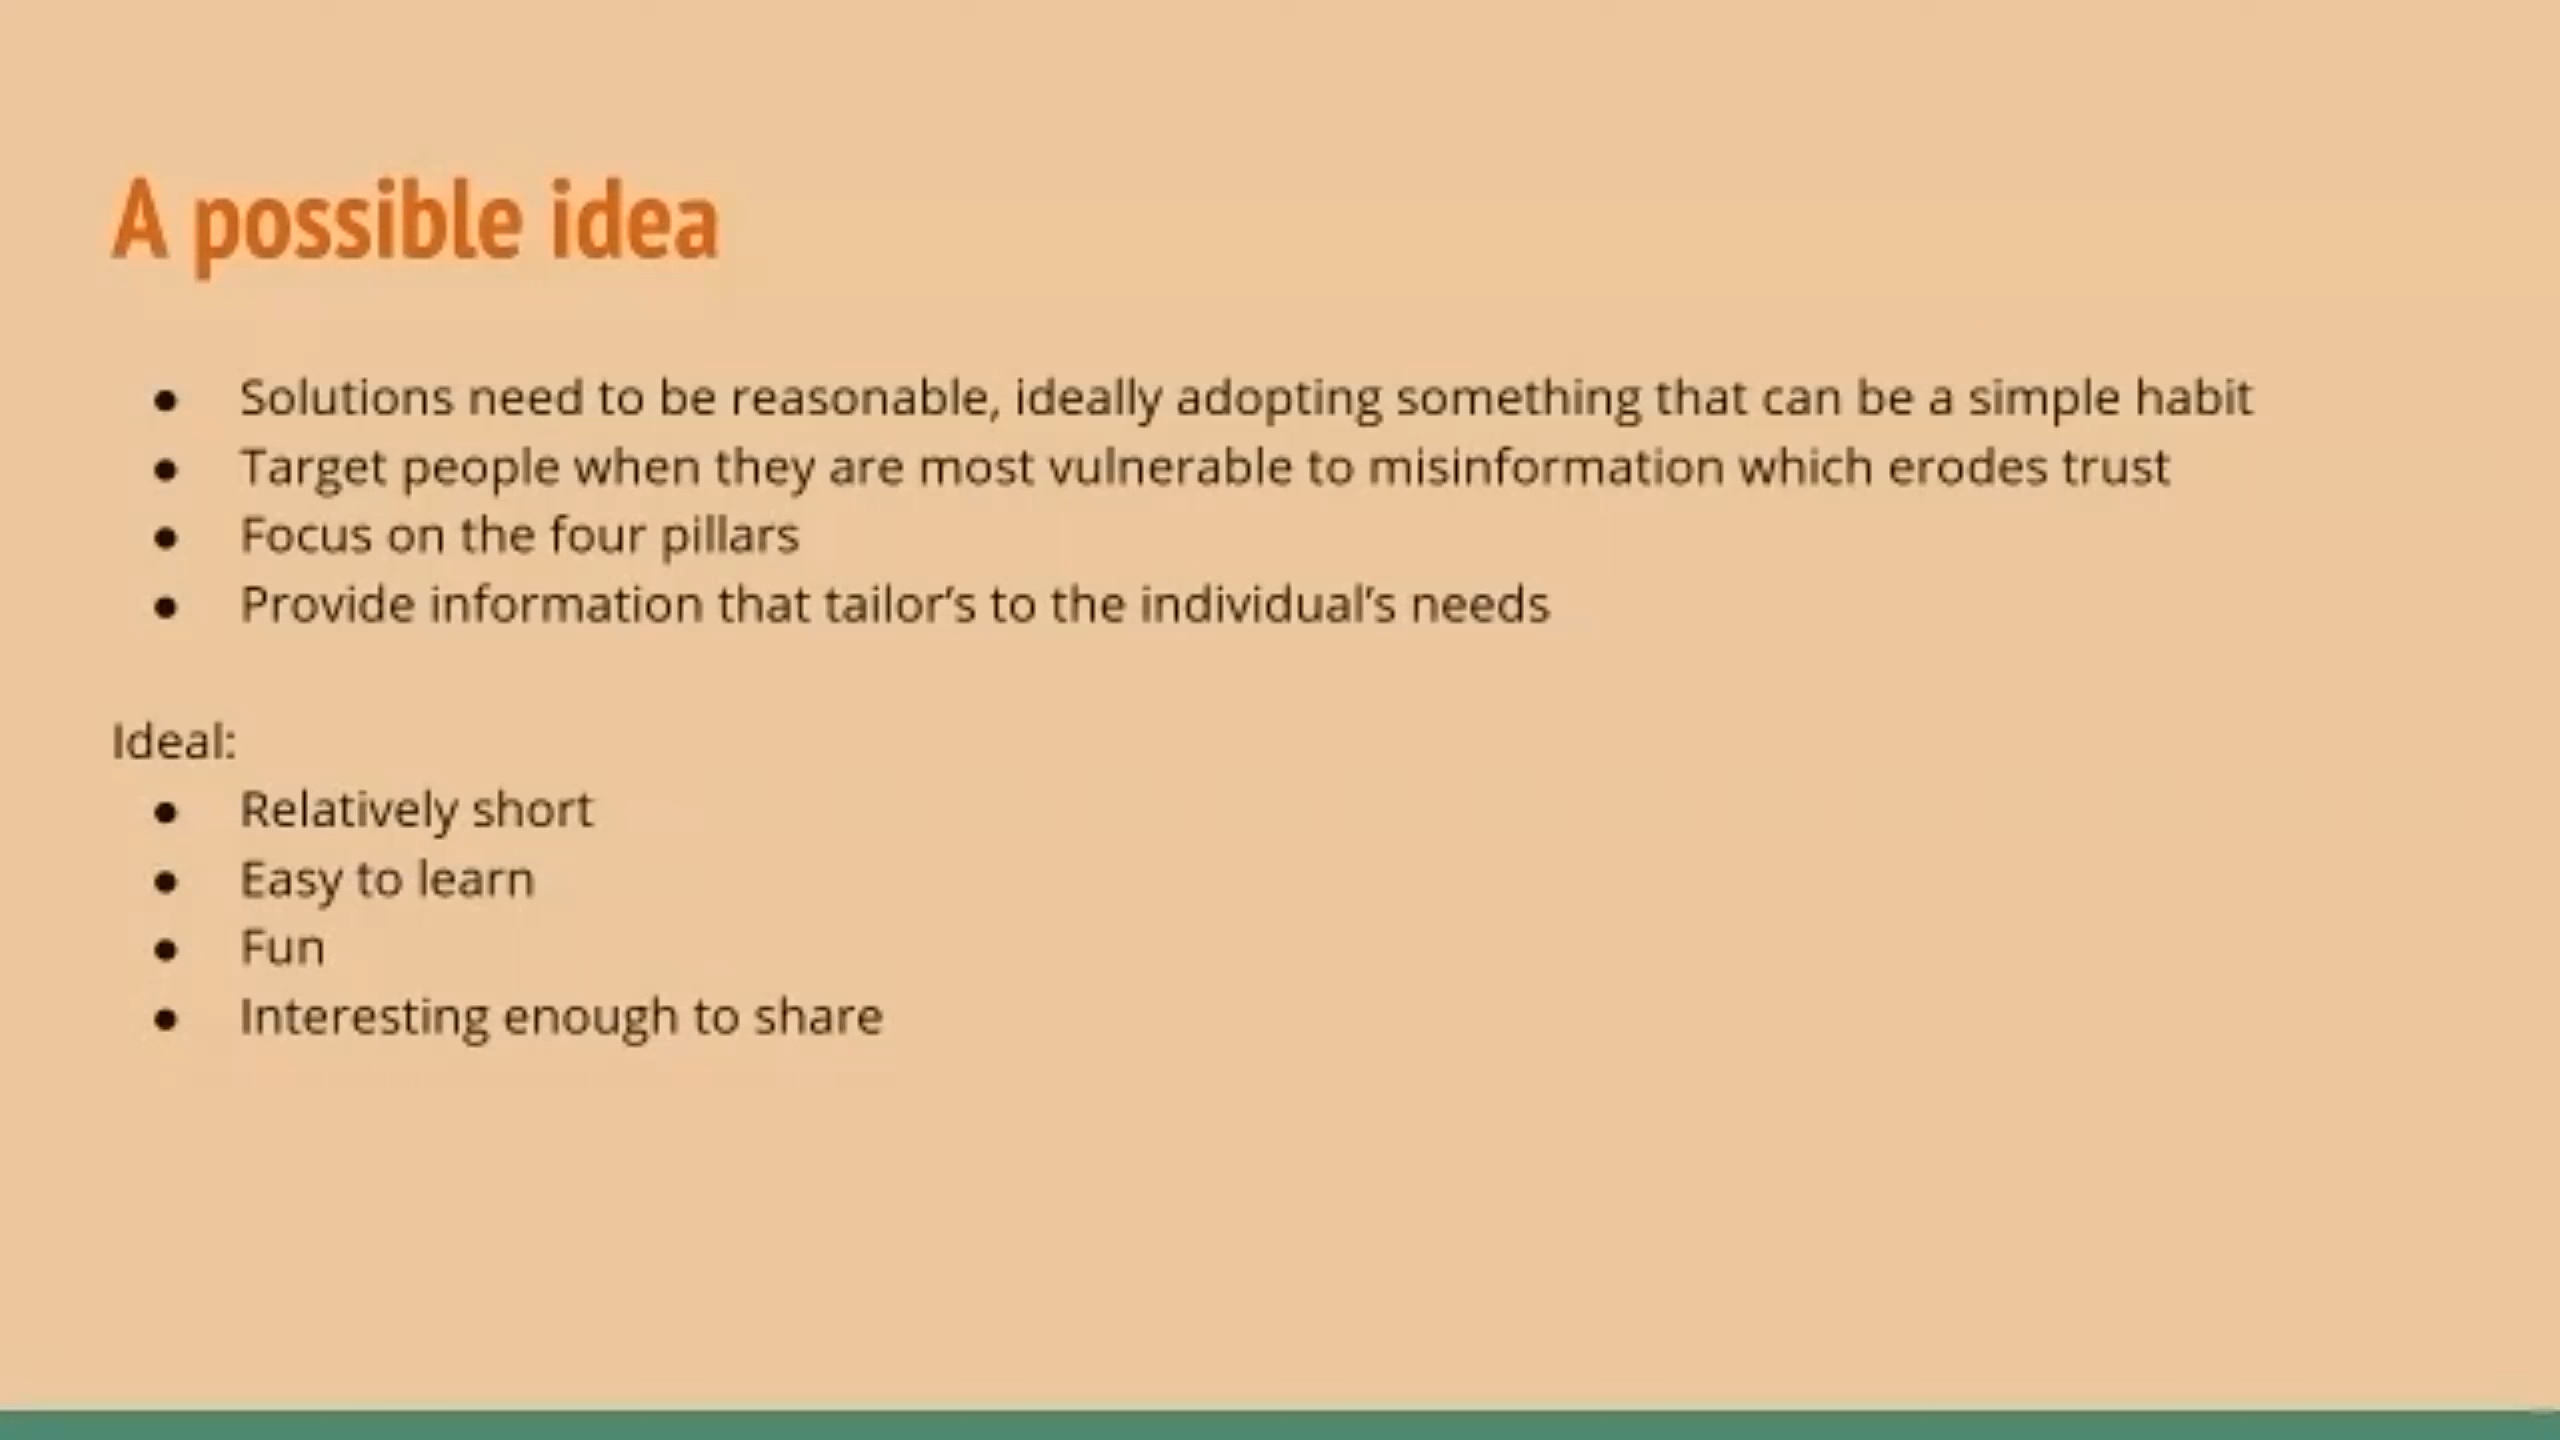 A possible idea
● Solutions need to be reasonable, ideally adopting something that can be a simple habit
● Target people when they are most vulnerable to misinformation which erodes trust
● Focus on the four pillars
● Provide information that tailor’s to the individual’s needs
Ideal:
● Relatively short
● Easy to learn
● Fun
● Interesting enough to share